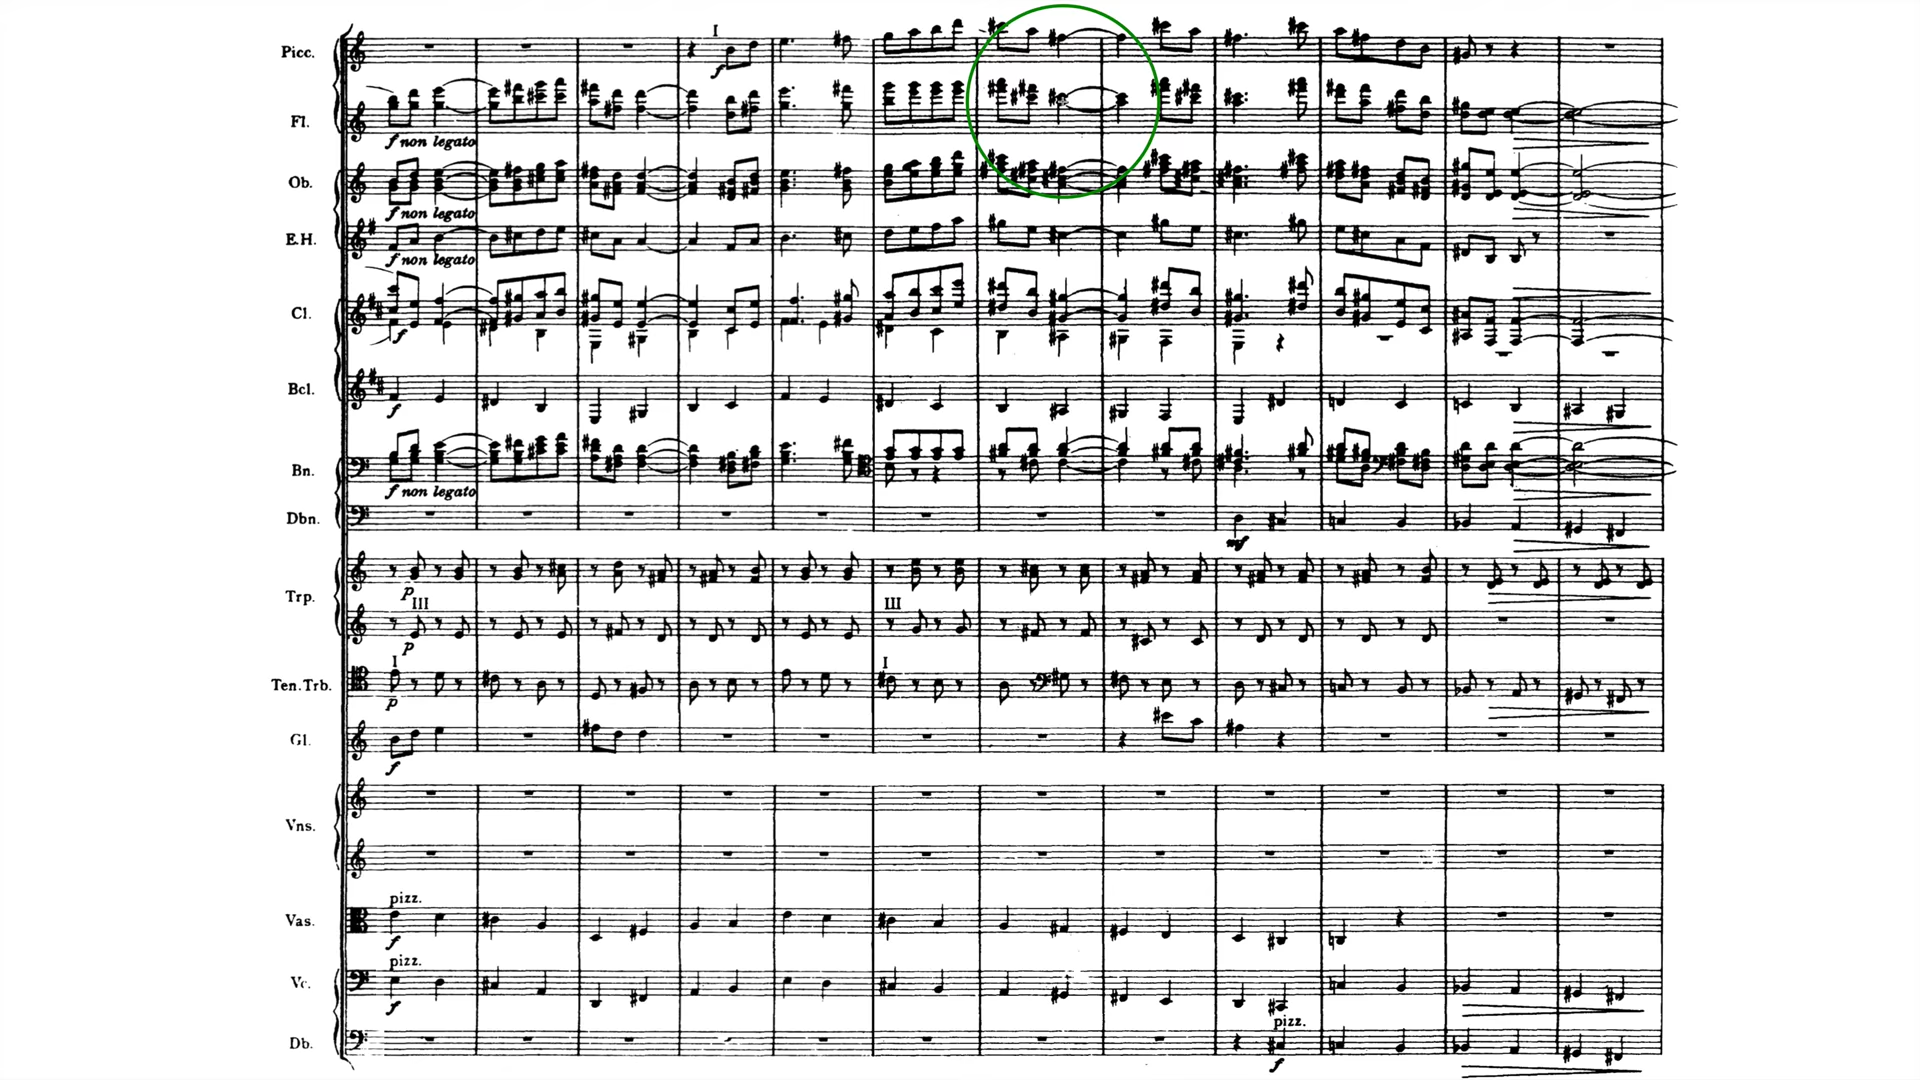 Picc. I
f
Fl.
f non legato
Ob.
f non legato
E.H.
f non legato
Cl.
f
Bcl.
f
Bn.
f non legato
Dbn.
mf
Trp.
p
III III
p
I I
Ten.Trb.
p
Gl.
f
Vns.
pizz.
Vas.
f
pizz.
Vc.
f
pizz.
Db.
f